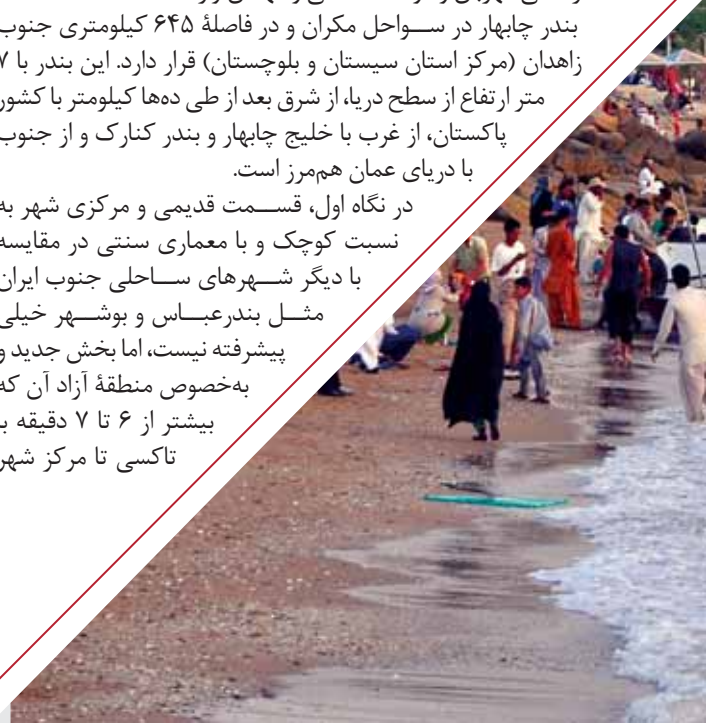 بندر چابهار در سواحل مکران و در فاصلهٔ ۶۴۵ کیلومتری جنوب
زاهدان (مرکز استان سیستان و بلوچستان) قرار دارد. این بندر با ۷
متر ارتفاع از سطح دریا، از شرق بعد از طی ده‌ها کیلومتر با کشور
پاکستان، از غرب با خلیج چابهار و بندر کنارک و از جنوب
با دریای عمان هم‌مرز است.
در نگاه اول، قسمت قدیمی و مرکزی شهر به
نسبت کوچک و با معماری سنتی در مقایسه
با دیگر شهرهای ساحلی جنوب ایران
مثل بندرعباس و بوشهر خیلی
پیشرفته نیست، اما بخش جدید و
به‌خصوص منطقهٔ آزاد آن که
بیشتر از ۶ تا ۷ دقیقه با
تاکسی تا مرکز شهر